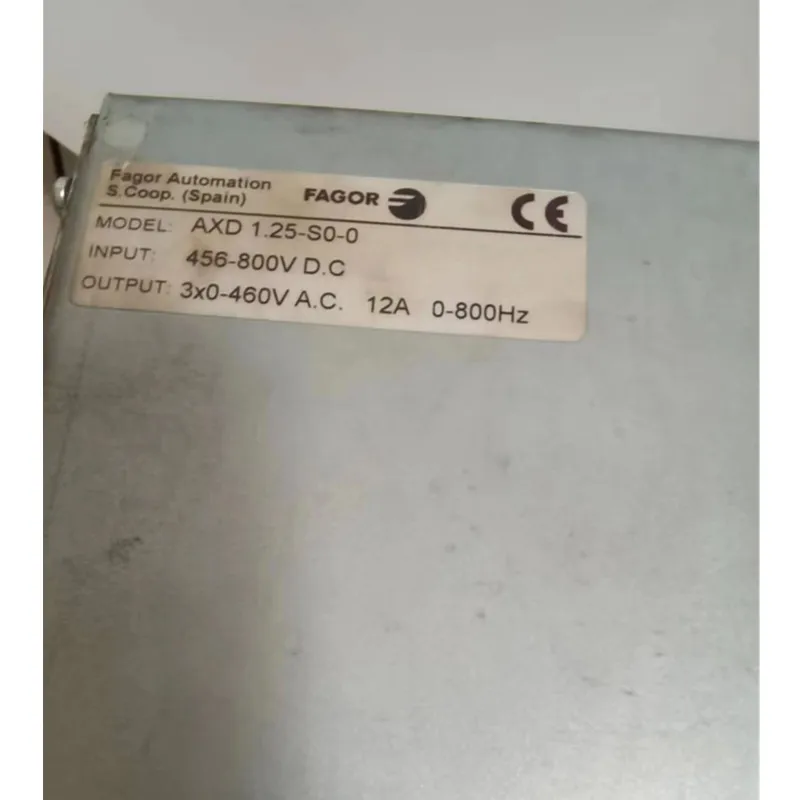 Fagor Automation
S.Coop. (Spain)
FAGOR
CE
MODEL: AXD 1.25-S0-0
INPUT: 456-800V D.C
OUTPUT: 3x0-460V A.C. 12A 0-800Hz